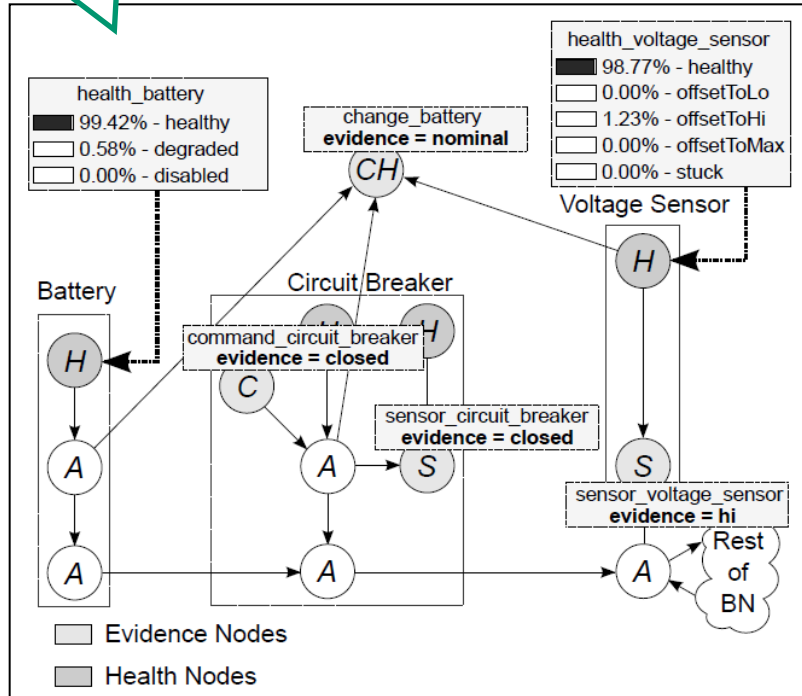 health_voltage_sensor
98.77% - healthy
0.00% - offsetToLo
1.23% - offsetToHi
0.00% - offsetToMax
0.00% - stuck
health_battery
99.42% - healthy
0.58% - degraded
0.00% - disabled
change_battery
evidence = nominal
CH
Voltage Sensor
H
Battery
Circuit Breaker
H
H
command_circuit_breaker
evidence = closed
C
sensor_circuit_breaker
evidence = closed
A
A
S
S
sensor_voltage_sensor
evidence = hi
A
A
A
Rest
of
BN
Evidence Nodes
Health Nodes